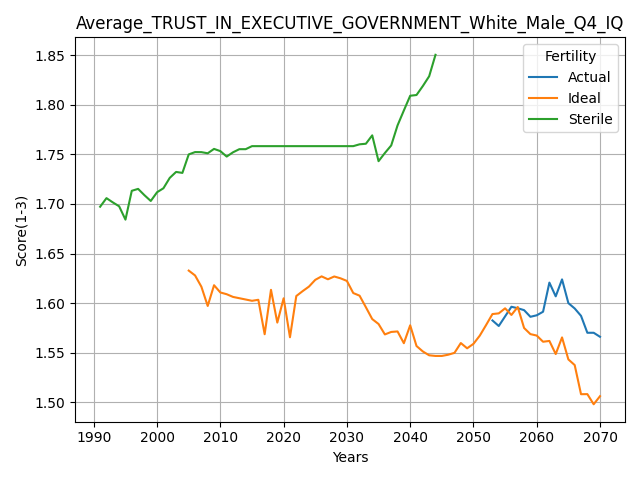 Average_TRUST_IN_EXECUTIVE_GOVERNMENT_White_Male_Q4_IQ
Fertility
Actual
Ideal
Sterile
Score(1-3)
1.85
1.80
1.75
1.70
1.65
1.60
1.55
1.50
1990 2000 2010 2020 2030 2040 2050 2060 2070
Years